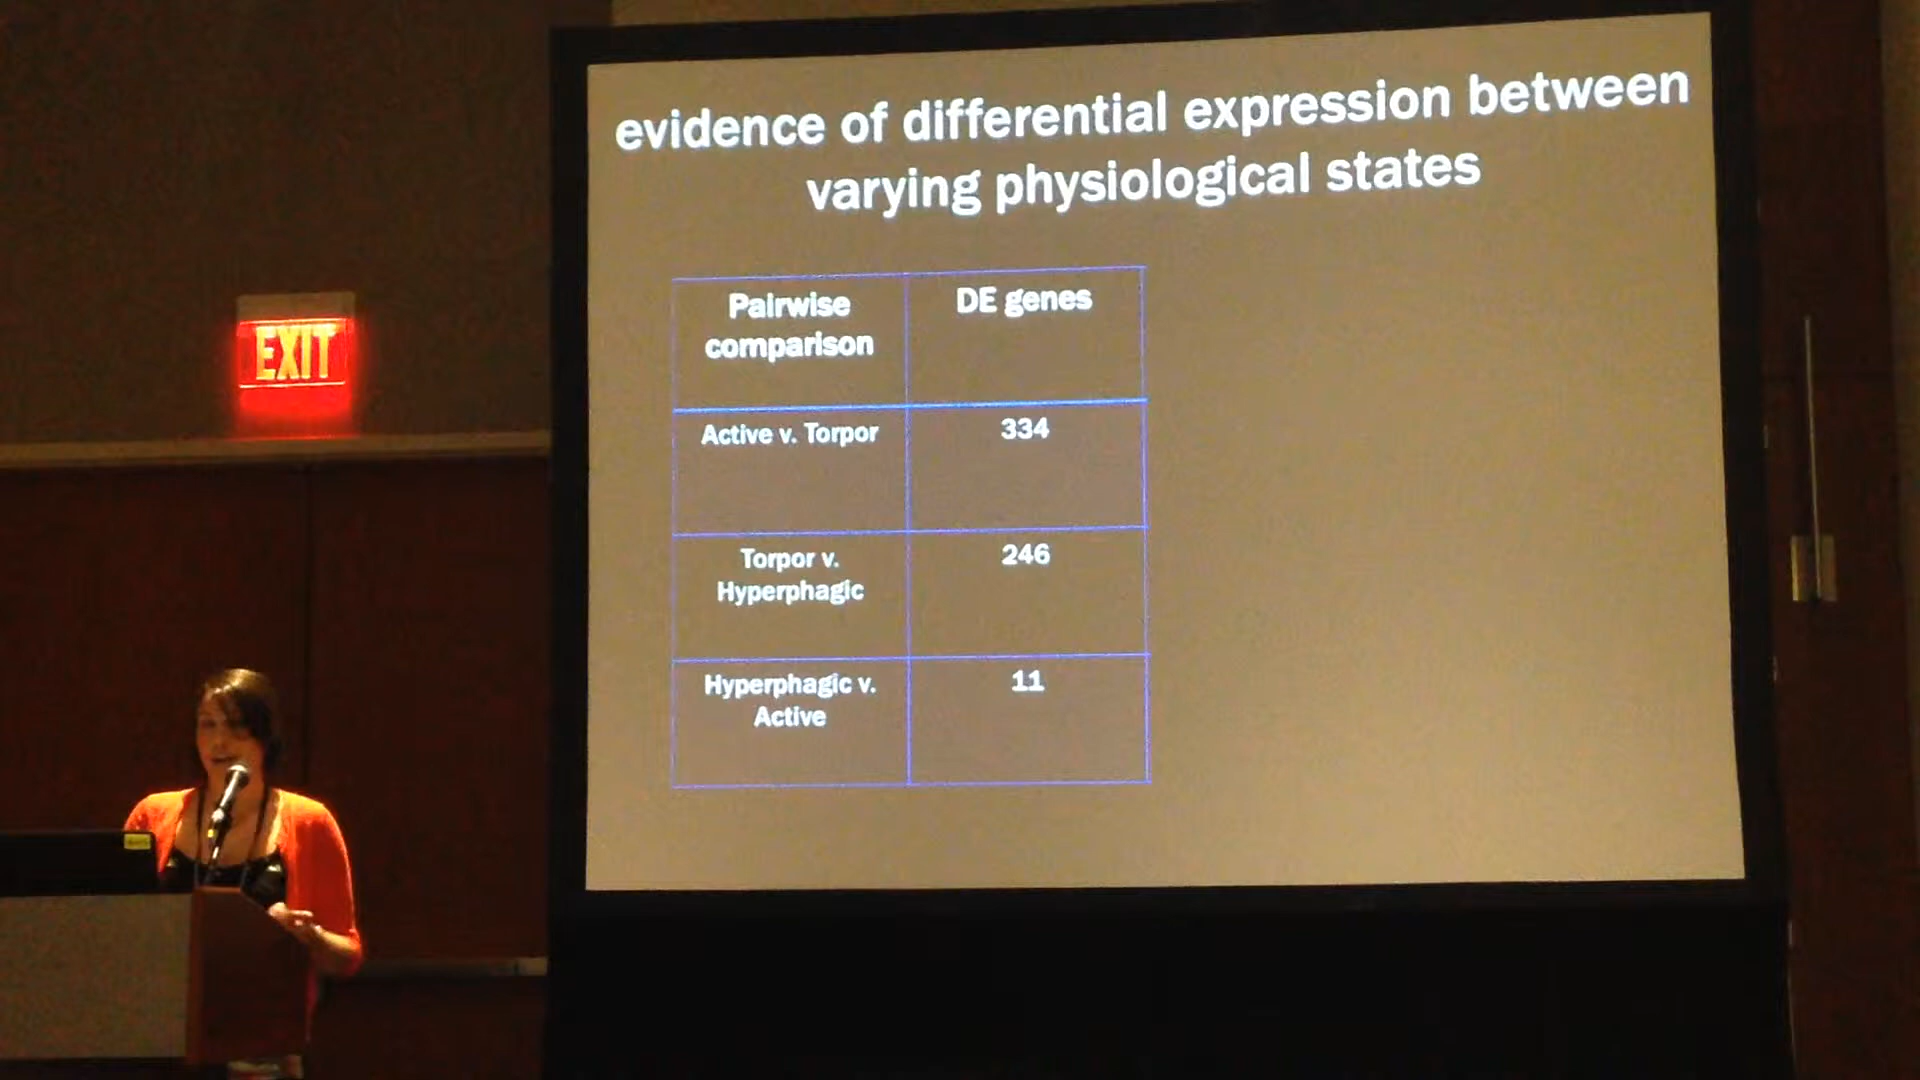 evidence of differential expression between
varying physiological states
Pairwise
comparison
DE genes
Active v. Torpor
334
Torpor v.
Hyperphagic
246
Hyperphagic v.
Active
11
EXIT